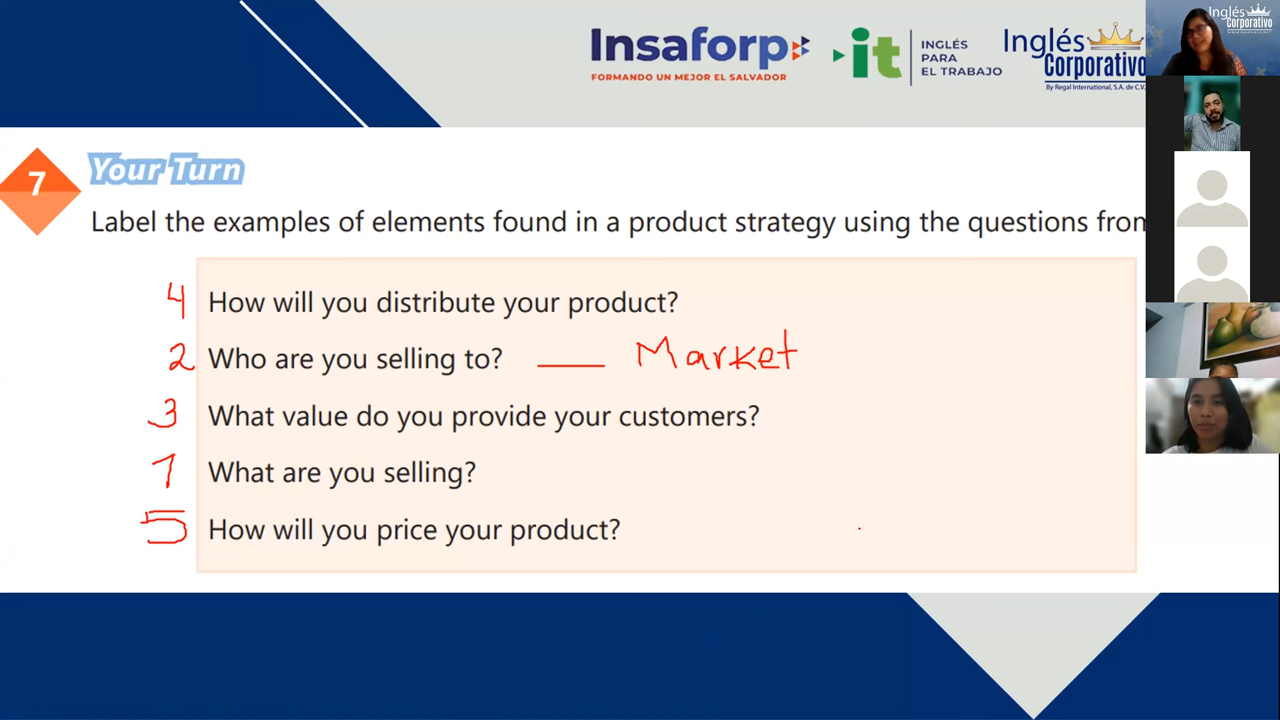 Insaforp
FORMANDO UN MEJOR EL SALVADOR
it
INGLÉS
PARA
EL TRABAJO
Inglés
Corporativo
By Regal International, S.A. de C.V.
Inglés
Corporativo
7
Your Turn
Label the examples of elements found in a product strategy using the questions from
4 How will you distribute your product?
2 Who are you selling to? ___ Market
3 What value do you provide your customers?
1 What are you selling?
5 How will you price your product?